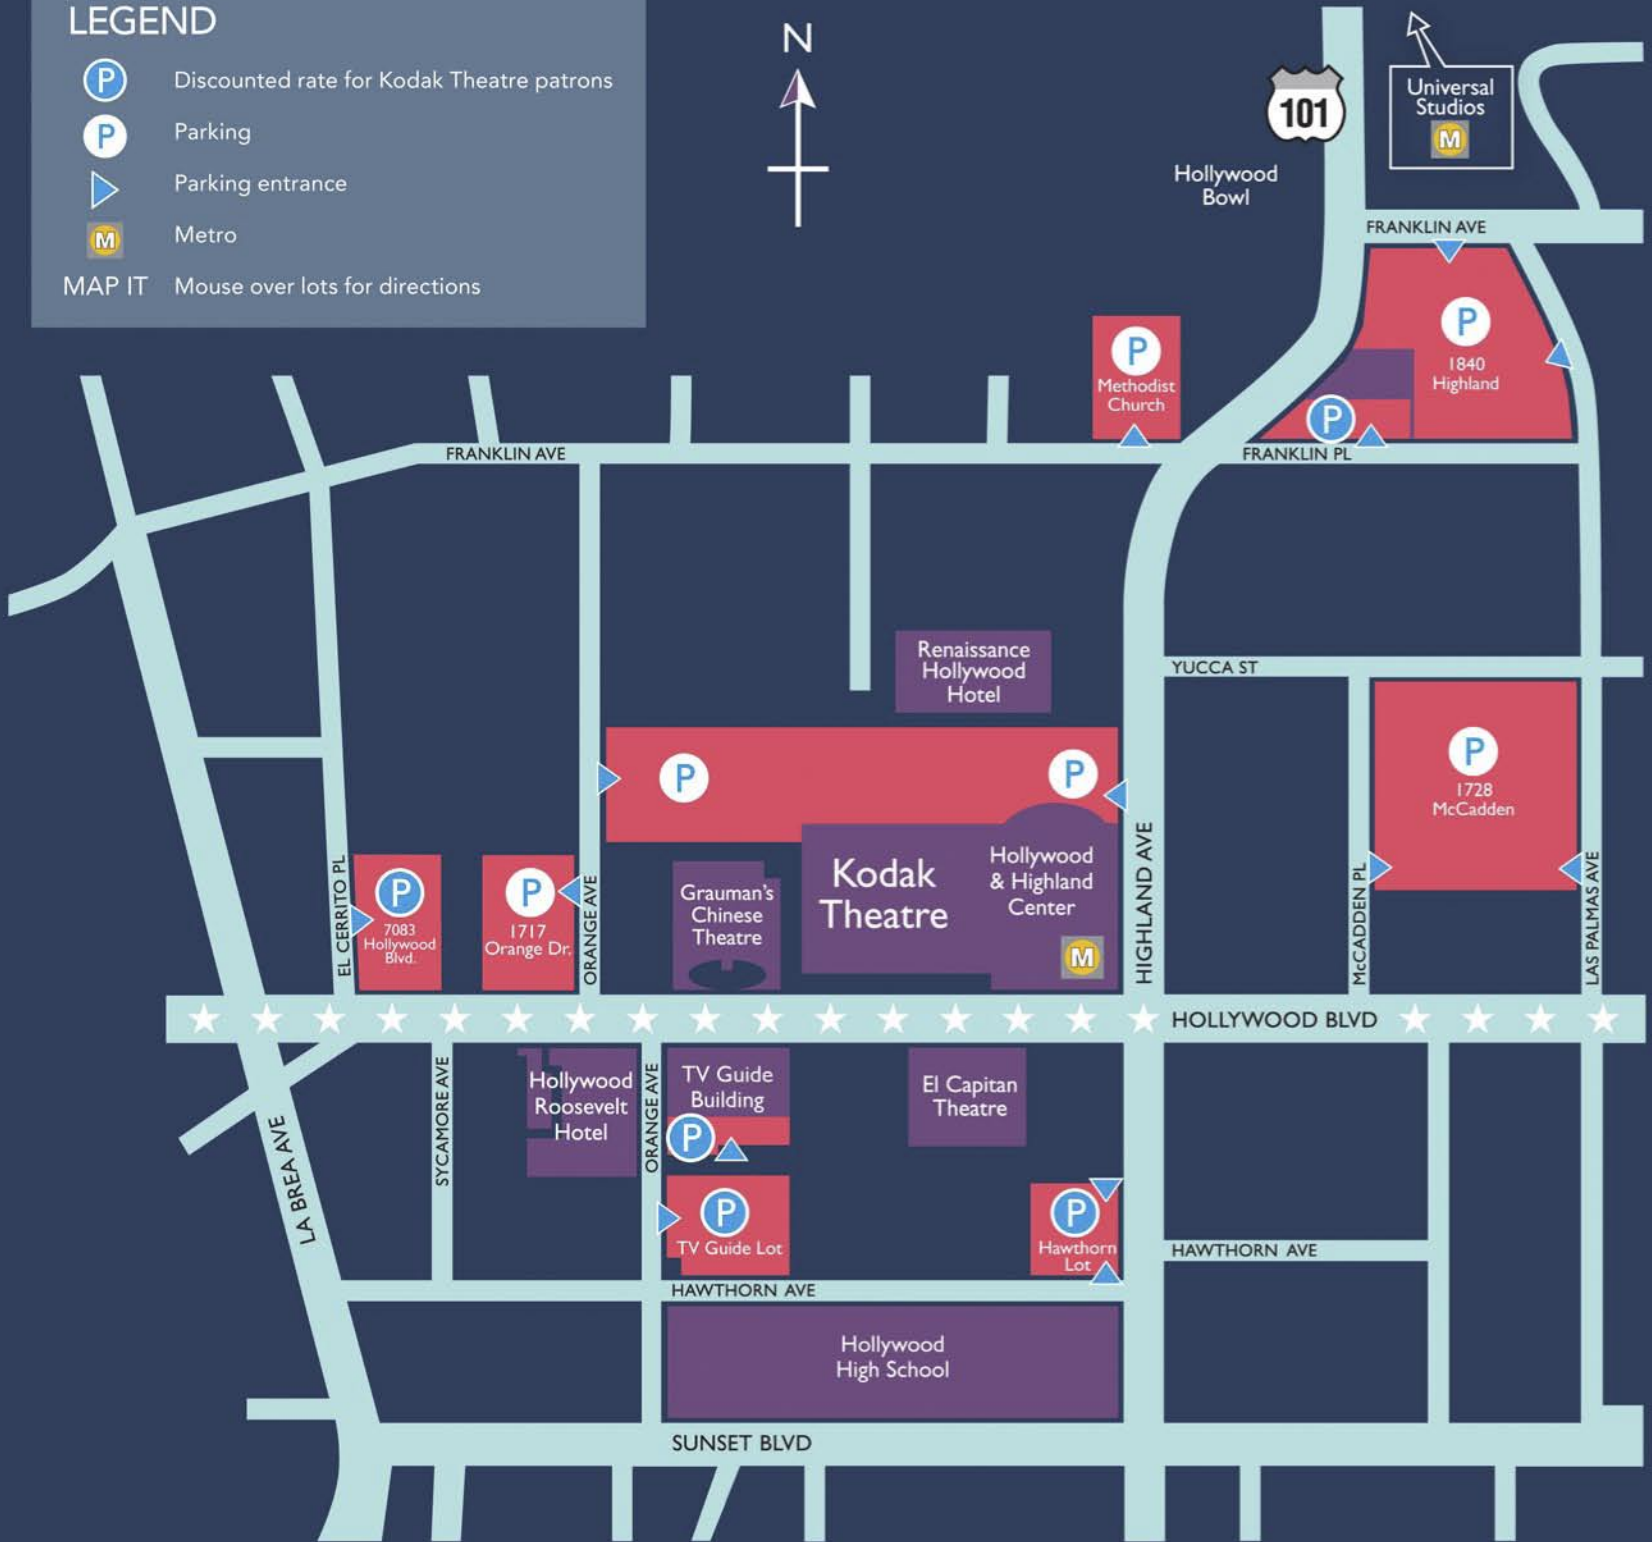 LEGEND
P
Discounted rate for Kodak Theatre patrons
P
Parking
Parking entrance
M
Metro
MAP IT
Mouse over lots for directions
N
101
Universal
Studios
M
Hollywood
Bowl
FRANKLIN AVE
P
1840
Highland
P
Methodist
Church
P
FRANKLIN AVE
FRANKLIN PL
Renaissance
Hollywood
Hotel
YUCCA ST
P
P
P
1728
McCadden
Kodak
Theatre
Hollywood
& Highland
Center
M
Grauman's
Chinese
Theatre
EL CERRITO PL
P
7083
Hollywood
Blvd.
P
1717
Orange Dr.
ORANGE AVE
HIGHLAND AVE
McCADDEN PL
LAS PALMAS AVE
HOLLYWOOD BLVD
LA BREA AVE
SYCAMORE AVE
Hollywood
Roosevelt
Hotel
ORANGE AVE
TV Guide
Building
P
El Capitan
Theatre
P
TV Guide Lot
P
Hawthorn
Lot
HAWTHORN AVE
HAWTHORN AVE
Hollywood
High School
SUNSET BLVD